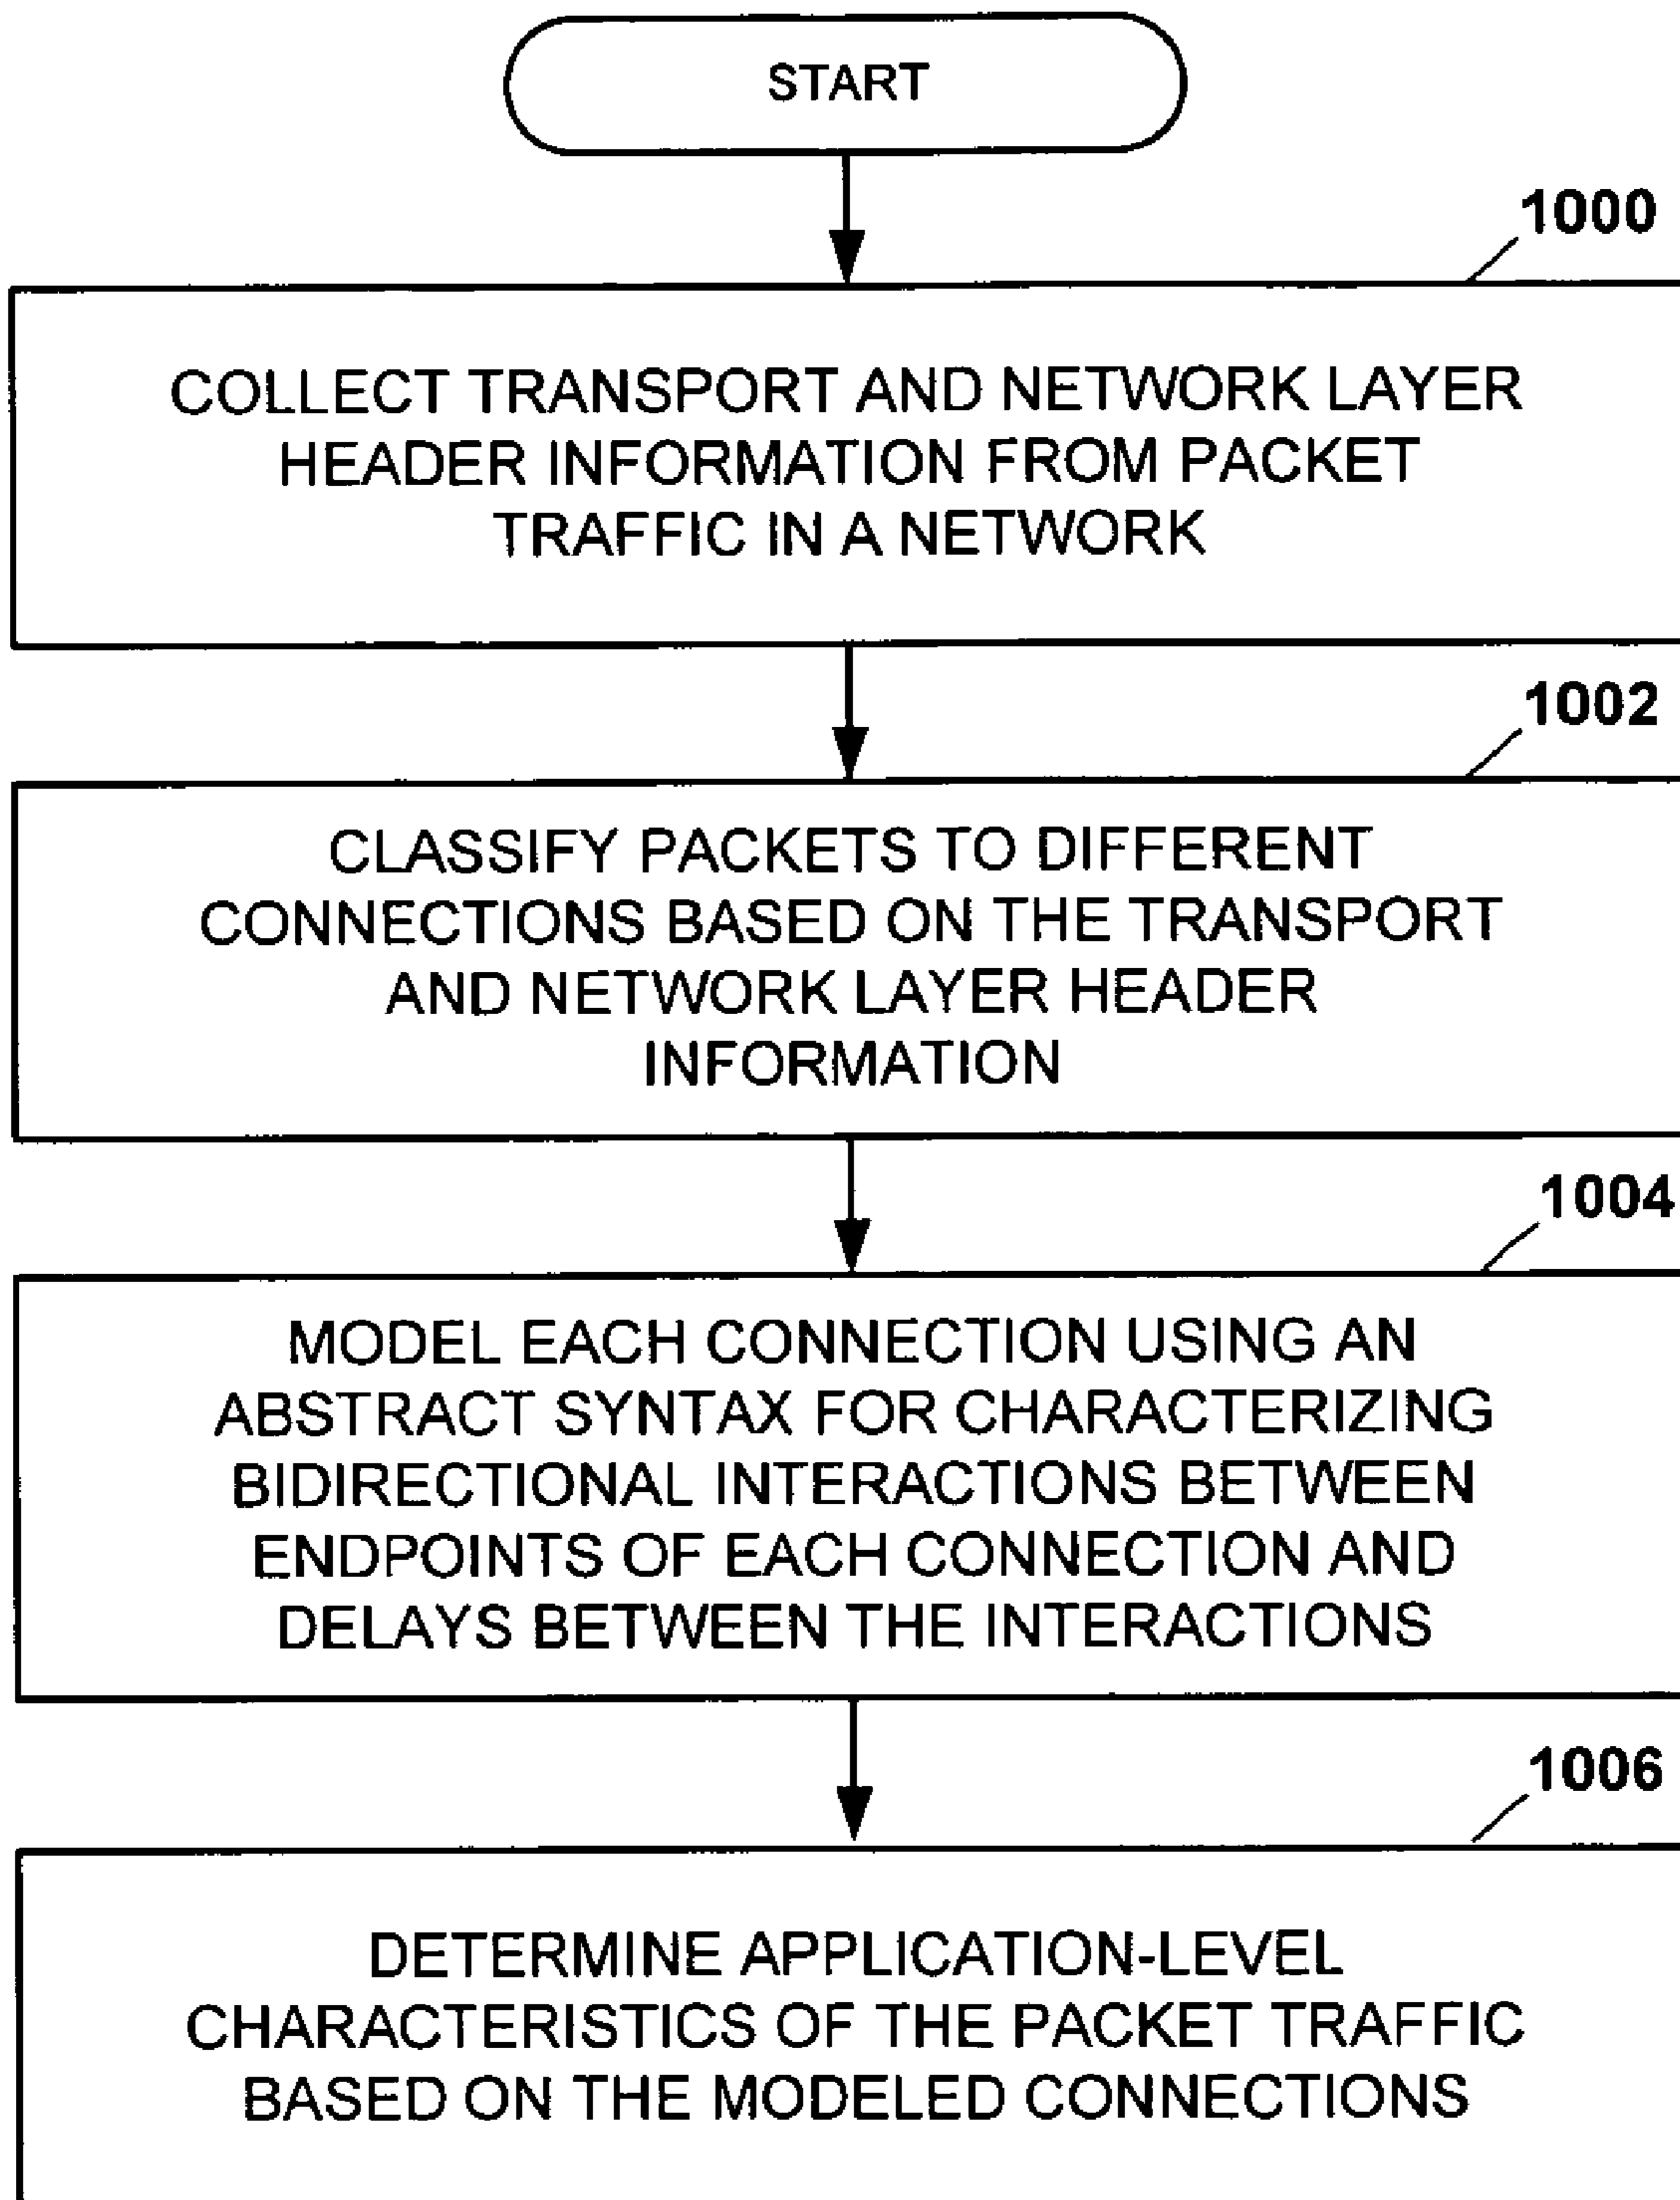 START
1000
COLLECT TRANSPORT AND NETWORK LAYER
HEADER INFORMATION FROM PACKET
TRAFFIC IN A NETWORK
1002
CLASSIFY PACKETS TO DIFFERENT
CONNECTIONS BASED ON THE TRANSPORT
AND NETWORK LAYER HEADER
INFORMATION
1004
MODEL EACH CONNECTION USING AN
ABSTRACT SYNTAX FOR CHARACTERIZING
BIDIRECTIONAL INTERACTIONS BETWEEN
ENDPOINTS OF EACH CONNECTION AND
DELAYS BETWEEN THE INTERACTIONS
1006
DETERMINE APPLICATION-LEVEL
CHARACTERISTICS OF THE PACKET TRAFFIC
BASED ON THE MODELED CONNECTIONS